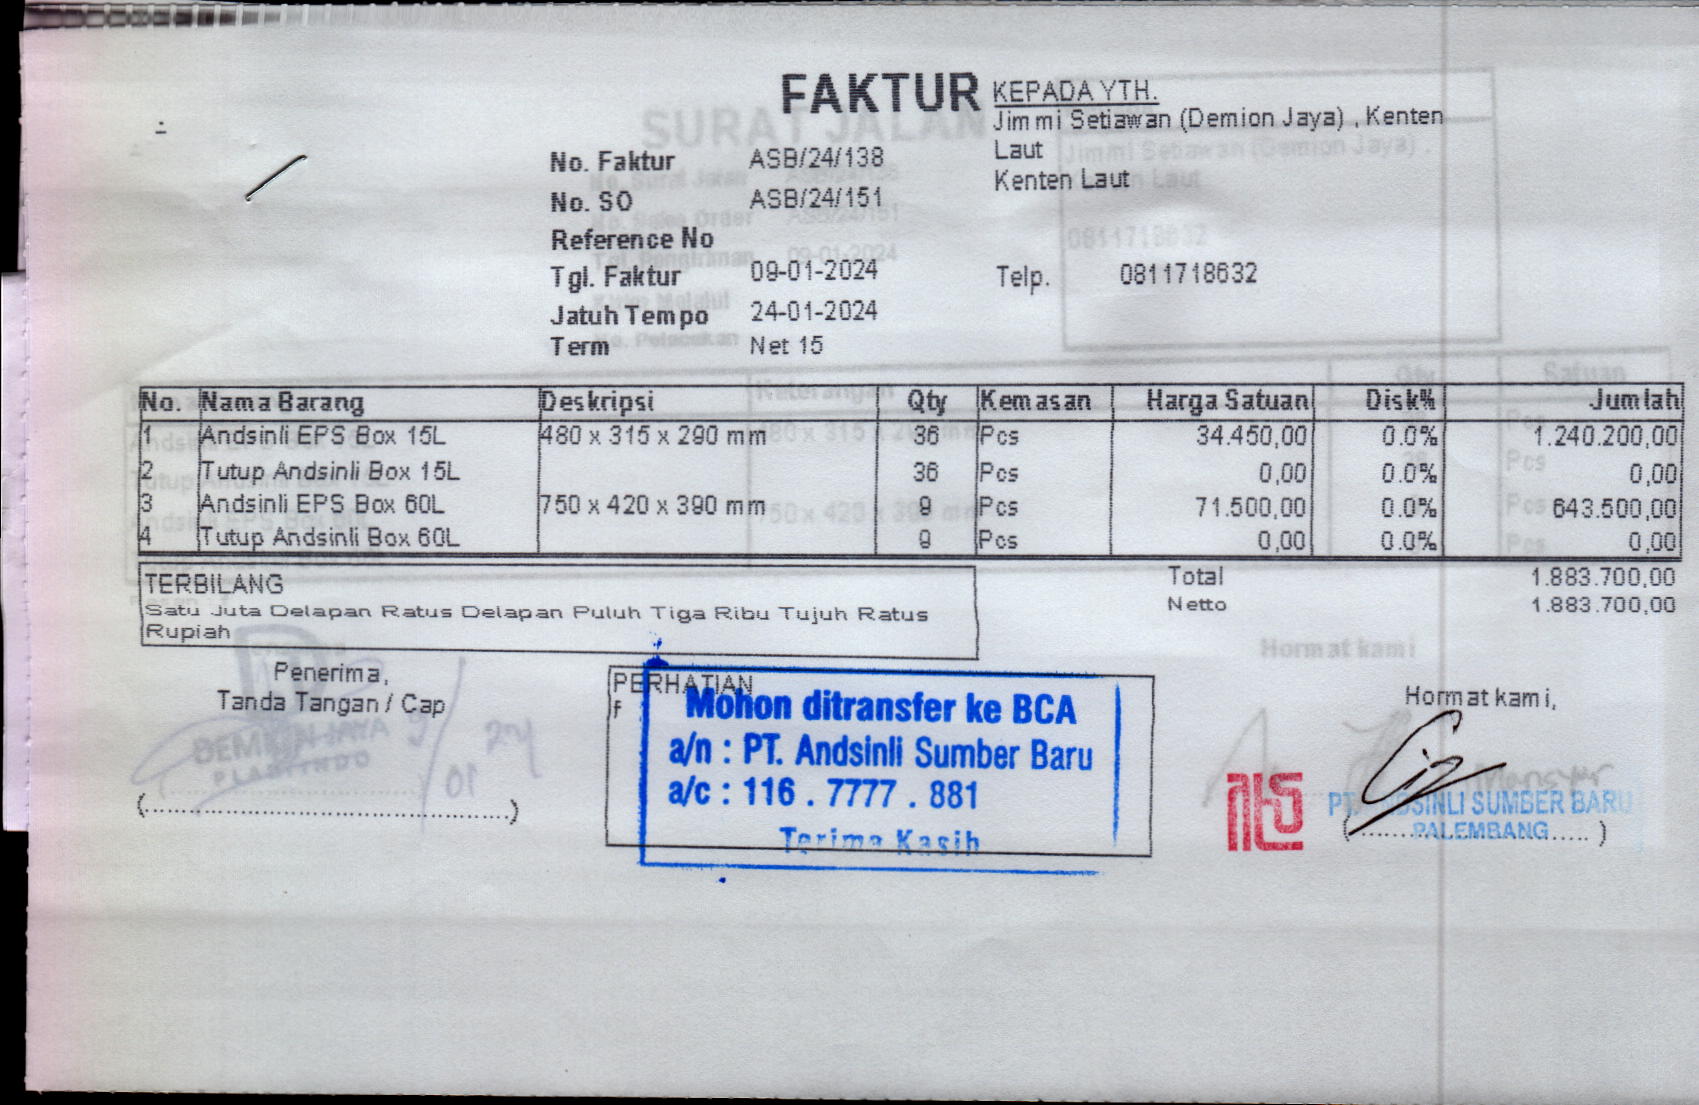 FAKTUR
KEPADA YTH.
Jimmi Setiawan (Demion Jaya) , Kenten
Laut
Kenten Laut
No. Faktur ASB/24/138
No. SO ASB/24/151
Reference No
Tgl. Faktur 09-01-2024
Telp. 0811718632
Jatuh Tempo 24-01-2024
Term Net 15
No. Nama Barang Deskripsi Qty Kemasan Harga Satuan Disk% Jumlah
1 Andsinli EPS Box 15L 480 x 315 x 290 mm 36 Pcs 34.450,00 0.0% 1.240.200,00
2 Tutup Andsinli Box 15L 36 Pcs 0,00 0.0% 0,00
3 Andsinli EPS Box 60L 750 x 420 x 390 mm 9 Pcs 71.500,00 0.0% 643.500,00
4 Tutup Andsinli Box 60L 9 Pcs 0,00 0.0% 0,00
TERBILANG
Satu Juta Delapan Ratus Delapan Puluh Tiga Ribu Tujuh Ratus
Rupiah
Total 1.883.700,00
Netto 1.883.700,00
Penerima,
Tanda Tangan / Cap
PERHATIAN
f
Mohon ditransfer ke BCA
a/n : PT. Andsinli Sumber Baru
a/c : 116 . 7777 . 881
Terima Kasih
Hormat kami,
PT. ANDSINLI SUMBER BARU
PALEMBANG
SURAT JALAN
Hormat kami